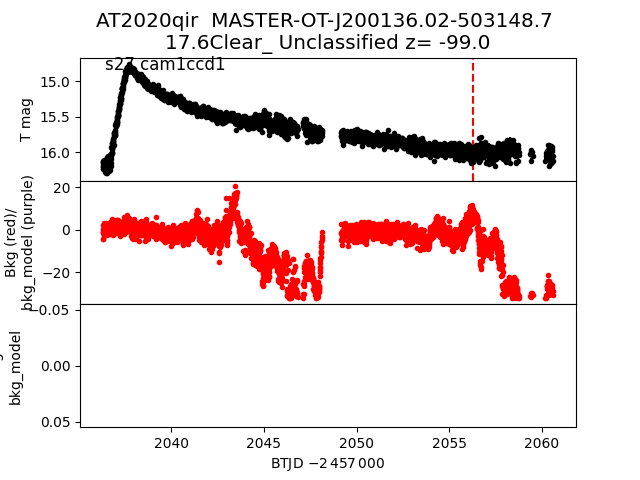 AT2020qir MASTER-OT-J200136.02-503148.7
17.6Clear_ Unclassified z= -99.0
s27 cam1ccd1
T mag
15.0
15.5
16.0
Bkg (red)/
bkg_model (purple)
20
0
−20
bkg_model
−0.05
0.00
0.05
2040
2045
2050
2055
2060
BTJD −2 457 000